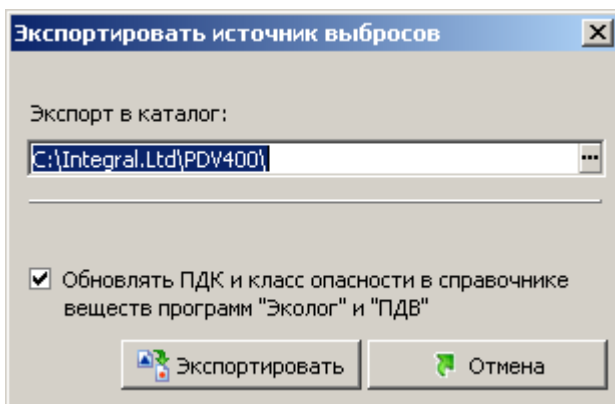 Экспортировать источник выбросов
Экспорт в каталог:
C:\Integral.Ltd\PDV400\
Обновлять ПДК и класс опасности в справочнике
веществ программ "Эколог" и "ПДВ"
Экспортировать Отмена